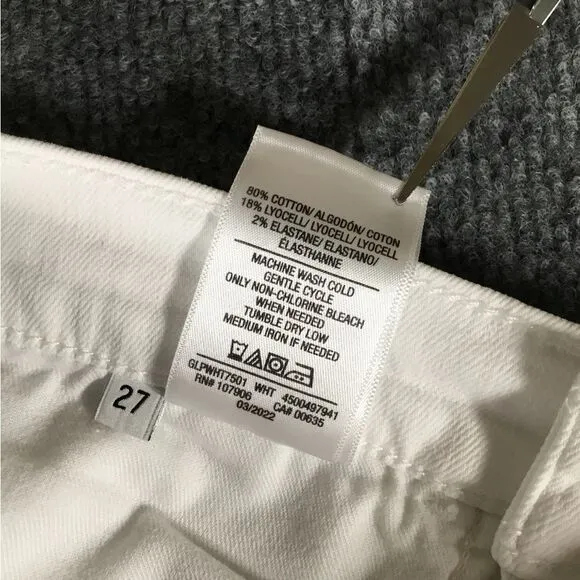 80% COTTON/ ALGODÓN/ COTON
18% LYOCELL/ LYOCELL/ LYOCELL
2% ELASTANE/ ELASTANO/
ÉLASTHANNE
MACHINE WASH COLD
GENTLE CYCLE
ONLY NON-CHLORINE BLEACH
WHEN NEEDED
TUMBLE DRY LOW
MEDIUM IRON IF NEEDED
GLPWHT7501 WHT 4500497941
RN# 107906 CA# 00635
03/2022
27